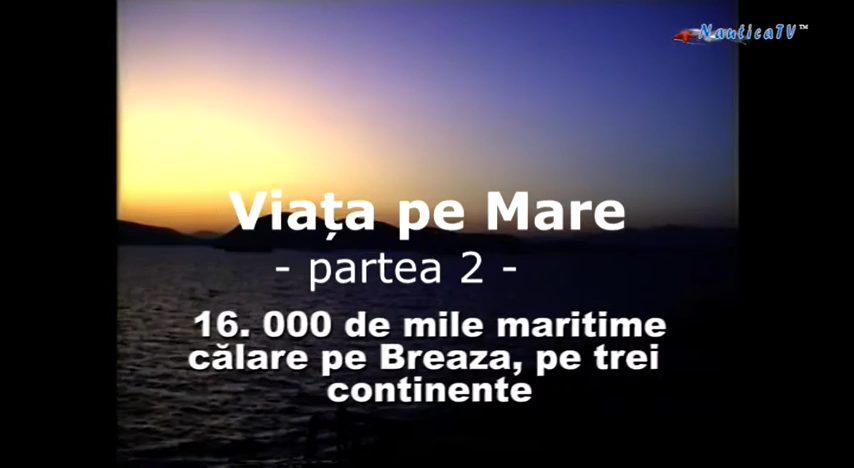 NauticaTV™
Viața pe Mare
- partea 2 -
16. 000 de mile maritime
călare pe Breaza, pe trei
continente